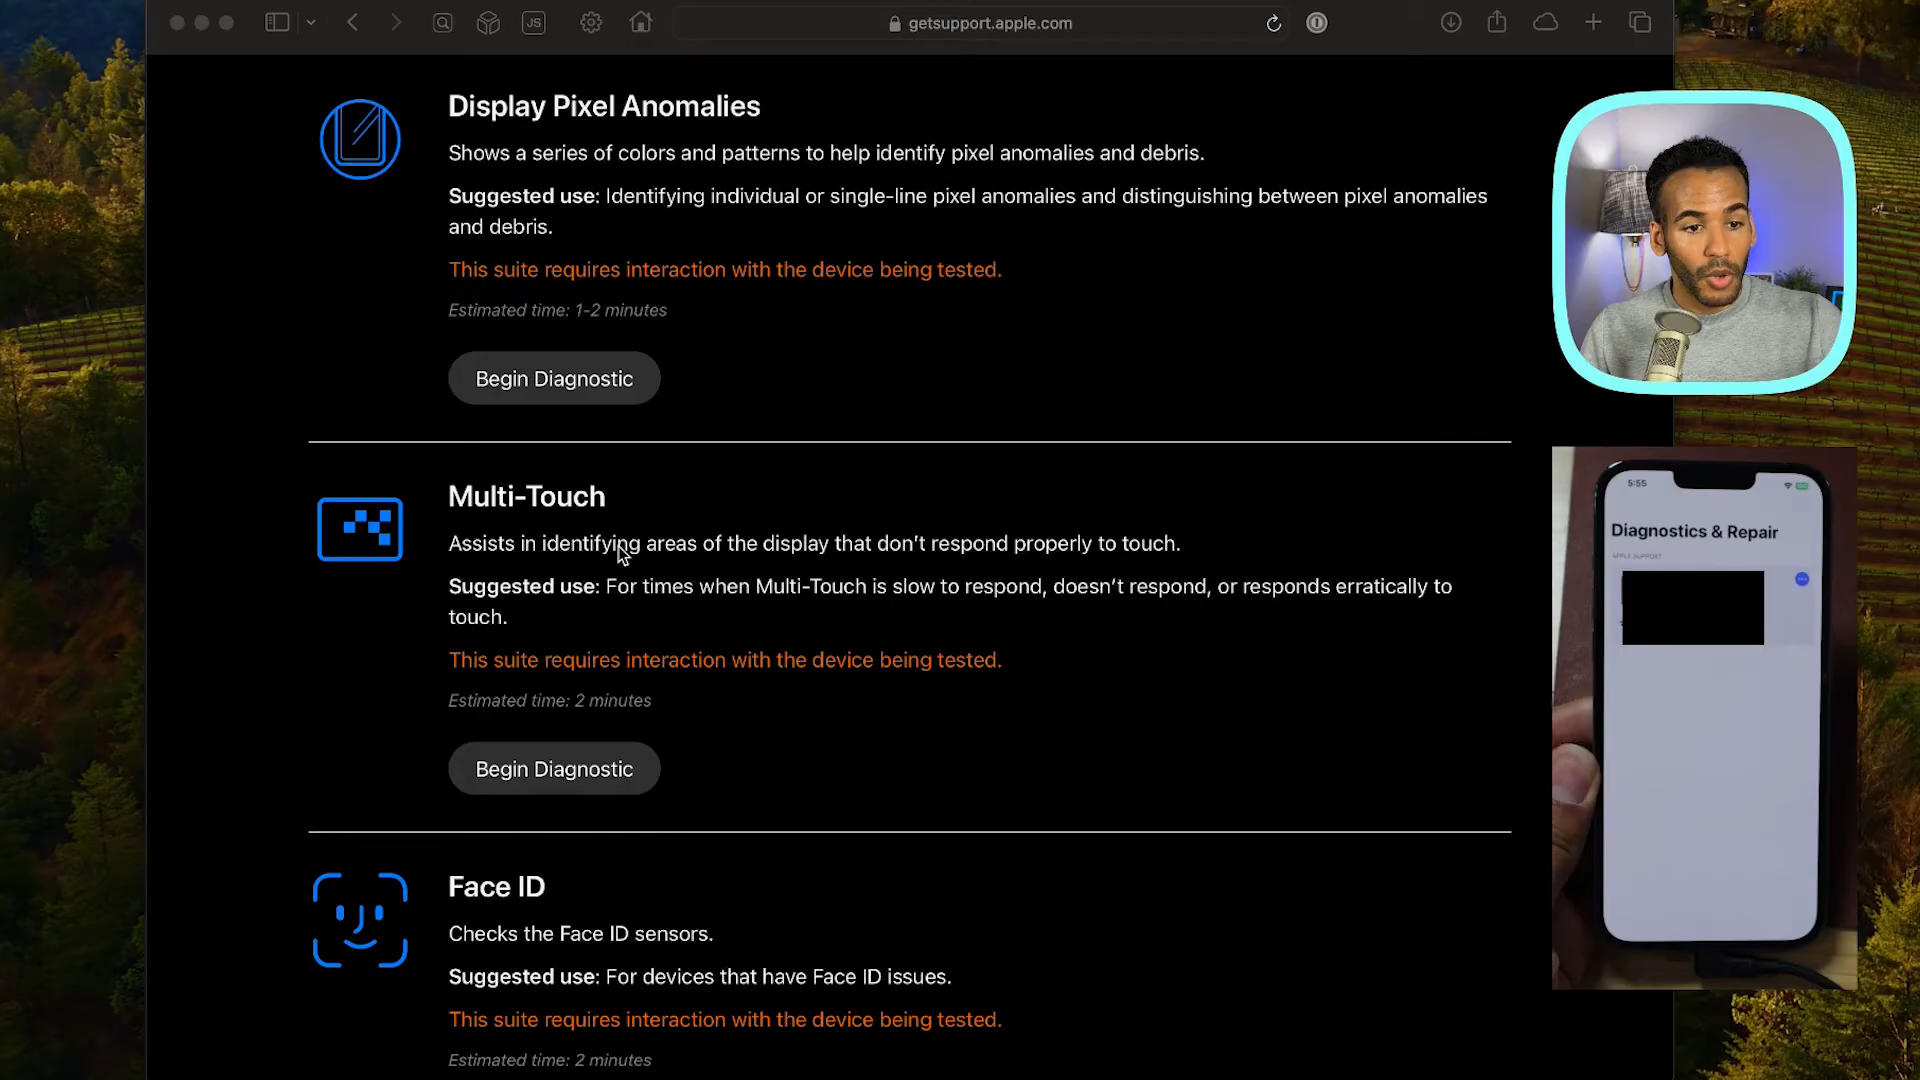 JS
getsupport.apple.com
Display Pixel Anomalies
Shows a series of colors and patterns to help identify pixel anomalies and debris.
Suggested use: Identifying individual or single-line pixel anomalies and distinguishing between pixel anomalies
and debris.
This suite requires interaction with the device being tested.
Estimated time: 1-2 minutes
Begin Diagnostic
Multi-Touch
Assists in identifying areas of the display that don’t respond properly to touch.
Suggested use: For times when Multi-Touch is slow to respond, doesn’t respond, or responds erratically to
touch.
This suite requires interaction with the device being tested.
Estimated time: 2 minutes
Begin Diagnostic
Face ID
Checks the Face ID sensors.
Suggested use: For devices that have Face ID issues.
This suite requires interaction with the device being tested.
Estimated time: 2 minutes
5:55
Diagnostics & Repair
APPLE SUPPORT